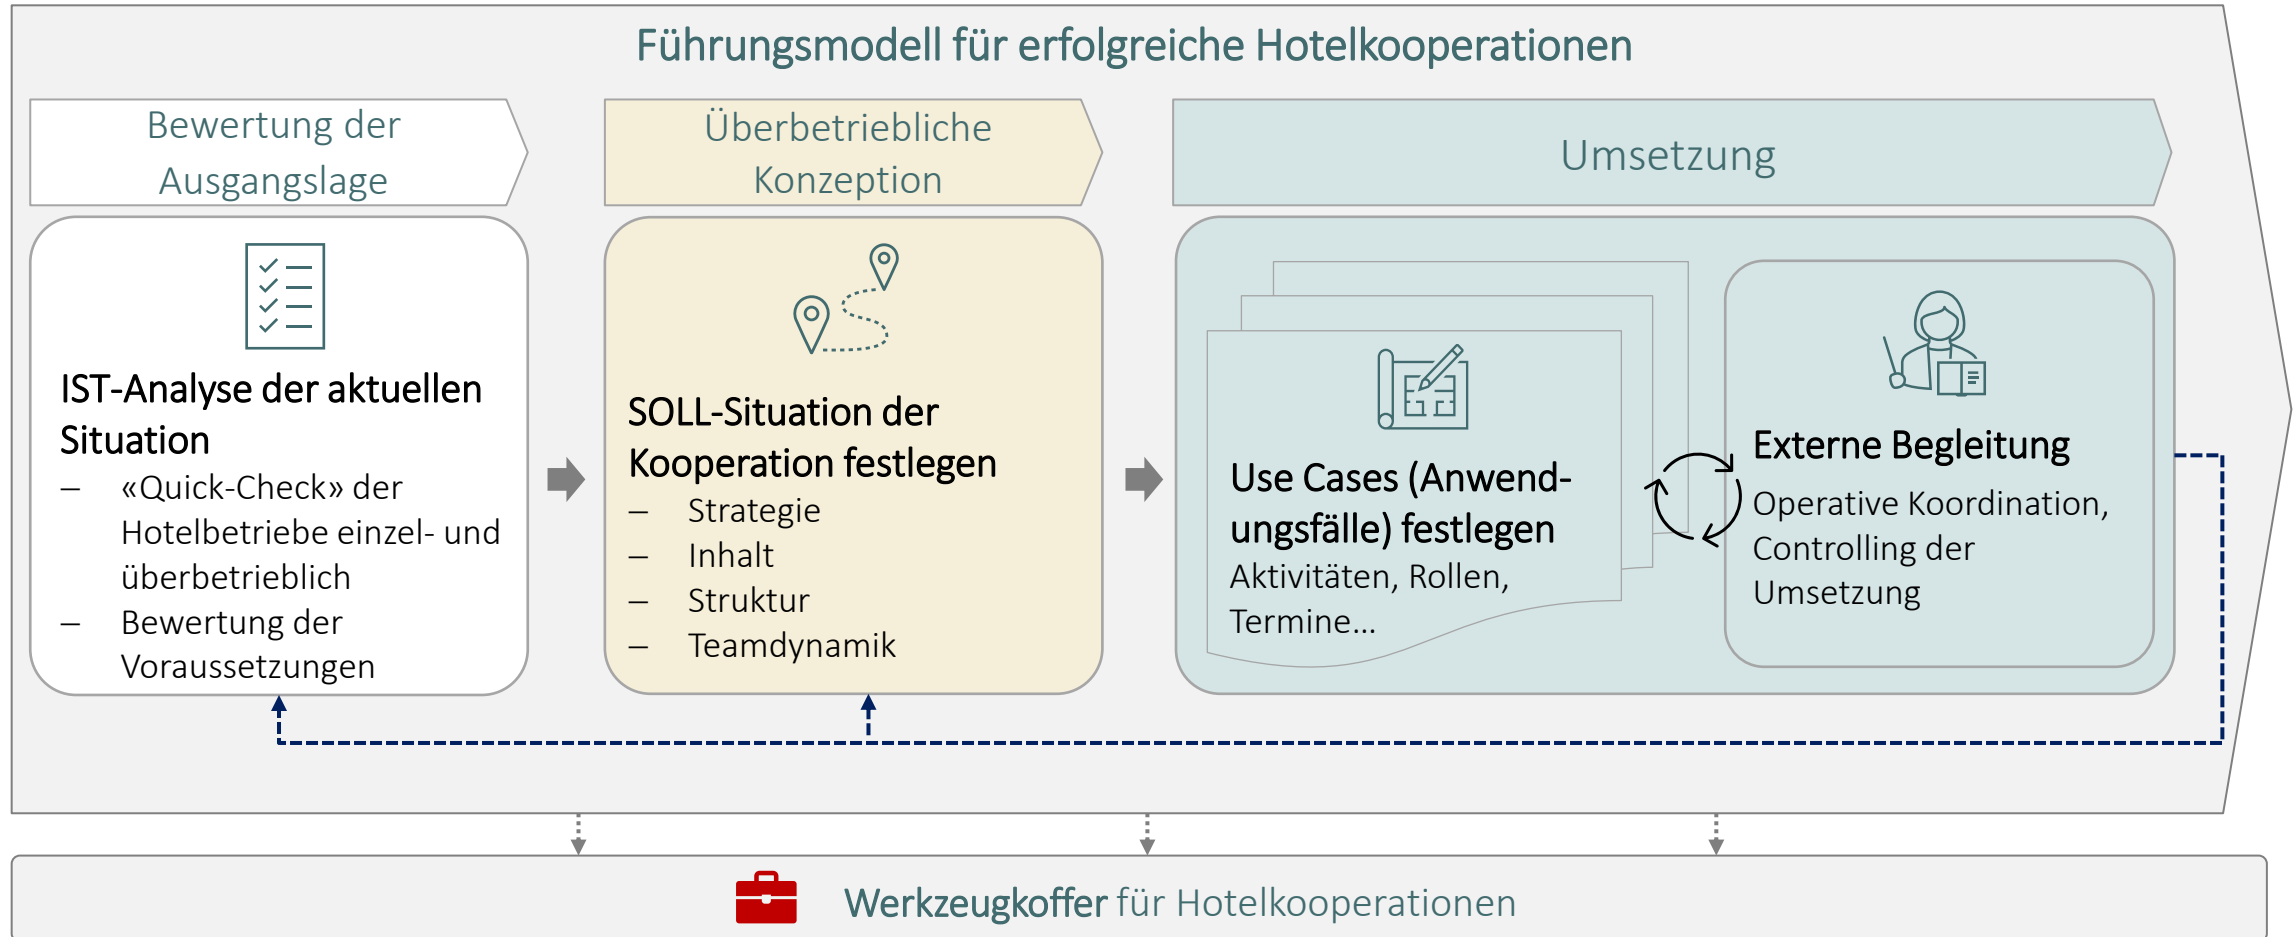 Führungsmodell für erfolgreiche Hotelkooperationen
Bewertung der
Ausgangslage
Überbetriebliche
Konzeption
Umsetzung
IST-Analyse der aktuellen
Situation
– «Quick-Check» der
Hotelbetriebe einzel- und
überbetrieblich
– Bewertung der
Voraussetzungen
SOLL-Situation der
Kooperation festlegen
– Strategie
– Inhalt
– Struktur
– Teamdynamik
Use Cases (Anwend-
ungsfälle) festlegen
Aktivitäten, Rollen,
Termine…
Externe Begleitung
Operative Koordination,
Controlling der
Umsetzung
Werkzeugkoffer für Hotelkooperationen